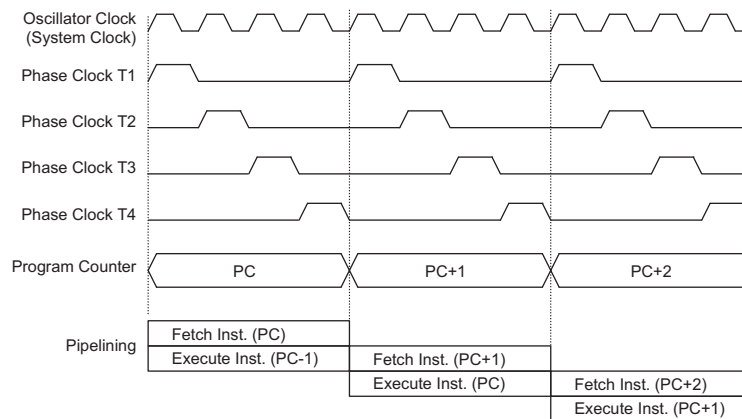 Oscillator Clock
(System Clock)
Phase Clock T1
Phase Clock T2
Phase Clock T3
Phase Clock T4
Program Counter
PC
PC+1
PC+2
Pipelining
Fetch Inst. (PC)
Execute Inst. (PC-1)
Fetch Inst. (PC+1)
Execute Inst. (PC)
Fetch Inst. (PC+2)
Execute Inst. (PC+1)